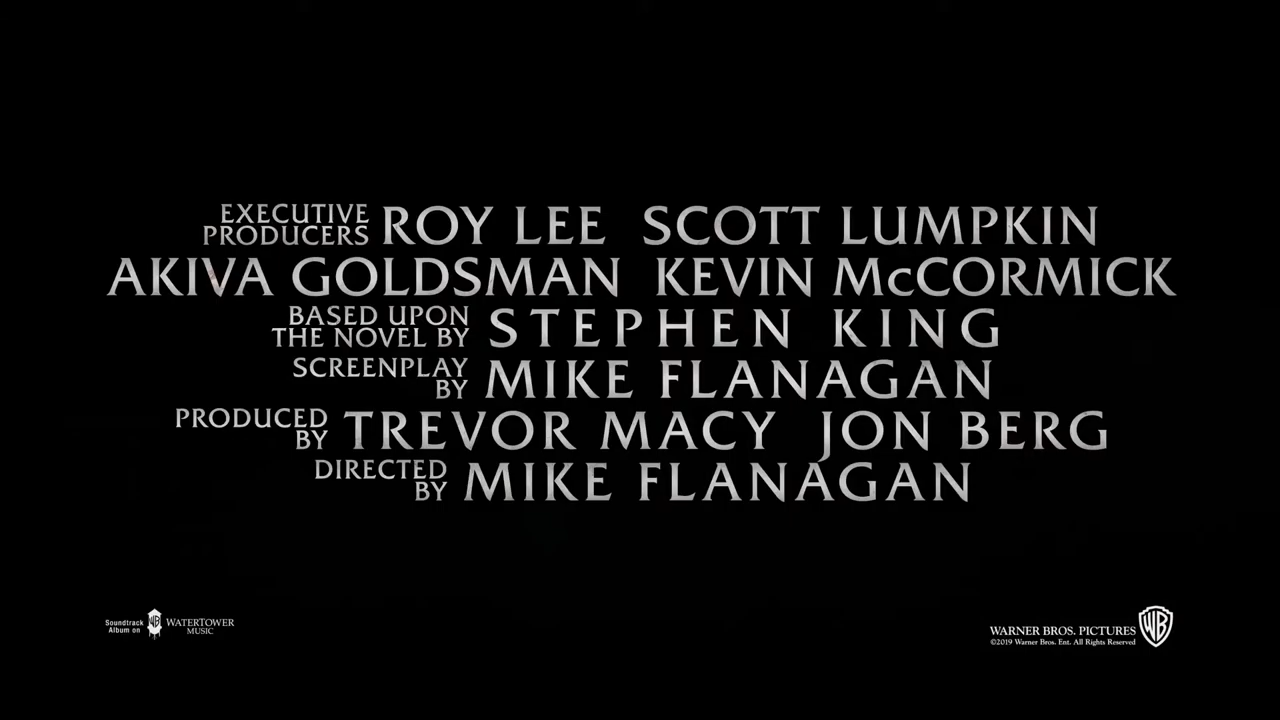 EXECUTIVE PRODUCERS ROY LEE SCOTT LUMPKIN
AKIVA GOLDSMAN KEVIN McCORMICK
BASED UPON THE NOVEL BY STEPHEN KING
SCREENPLAY BY MIKE FLANAGAN
PRODUCED BY TREVOR MACY JON BERG
DIRECTED BY MIKE FLANAGAN
Soundtrack Album on WB WATERTOWER MUSIC
WARNER BROS. PICTURES WB
©2019 Warner Bros. Ent. All Rights Reserved